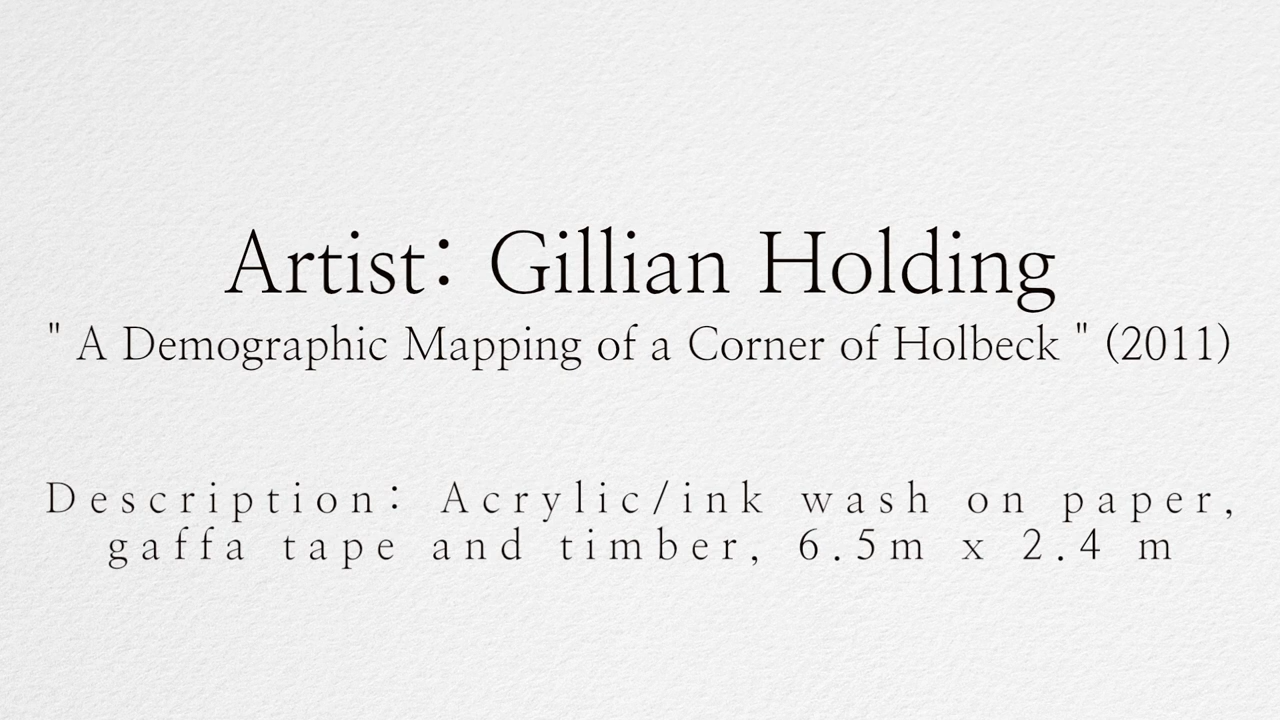 Artist: Gillian Holding
" A Demographic Mapping of a Corner of Holbeck " (2011)
Description: Acrylic/ink wash on paper,
gaffa tape and timber, 6.5m x 2.4 m